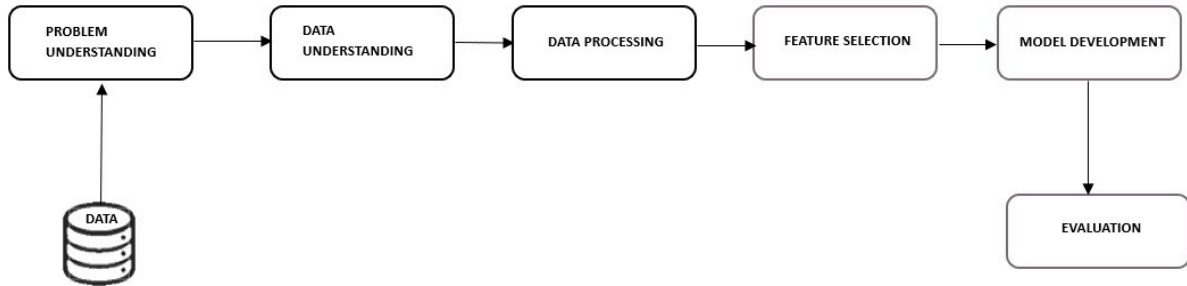 PROBLEM
UNDERSTANDING
DATA
UNDERSTANDING
DATA PROCESSING
FEATURE SELECTION
MODEL DEVELOPMENT
DATA
EVALUATION